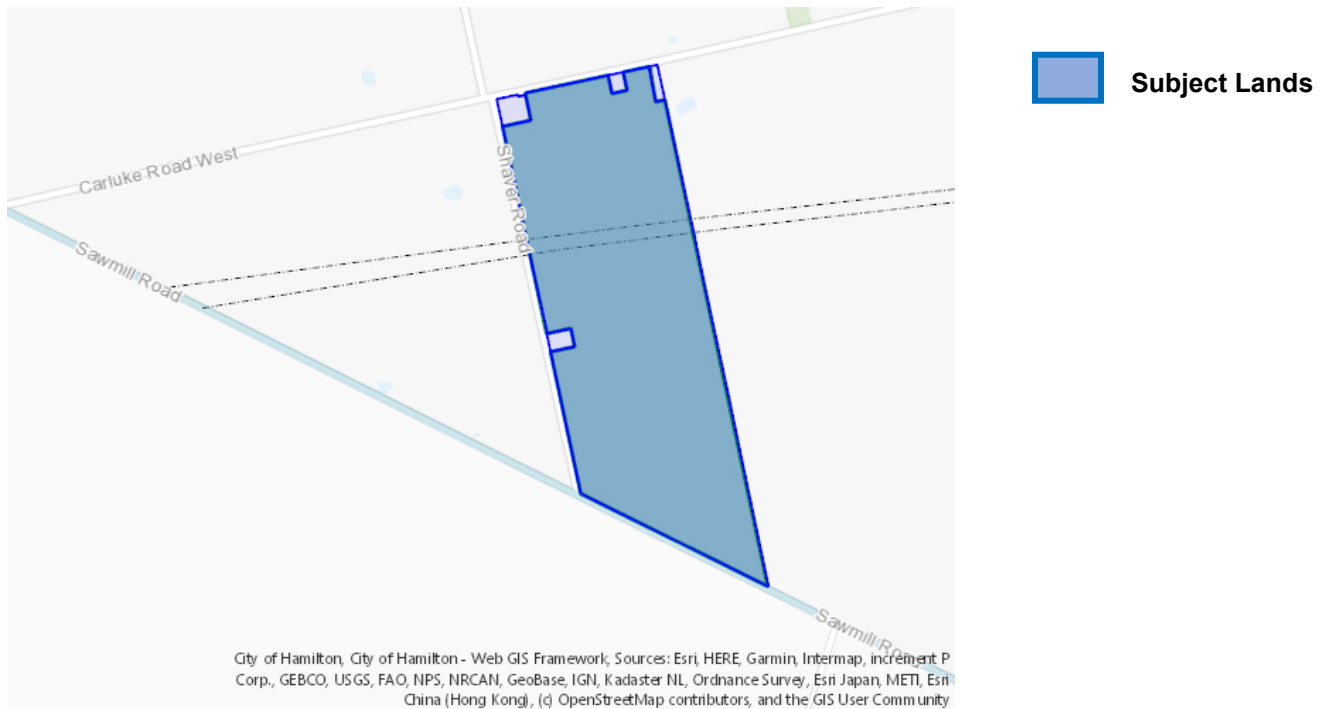 Subject Lands
Carluke Road West
Shaver Road
Sawmill Road
Sawmill Road
City of Hamilton, City of Hamilton - Web GIS Framework, Sources: Esri, HERE, Garmin, Intermap, increment P
Corp., GEBCO, USGS, FAO, NPS, NRCAN, GeoBase, IGN, Kadaster NL, Ordnance Survey, Esri Japan, METI, Esri
China (Hong Kong), (c) OpenStreetMap contributors, and the GIS User Community